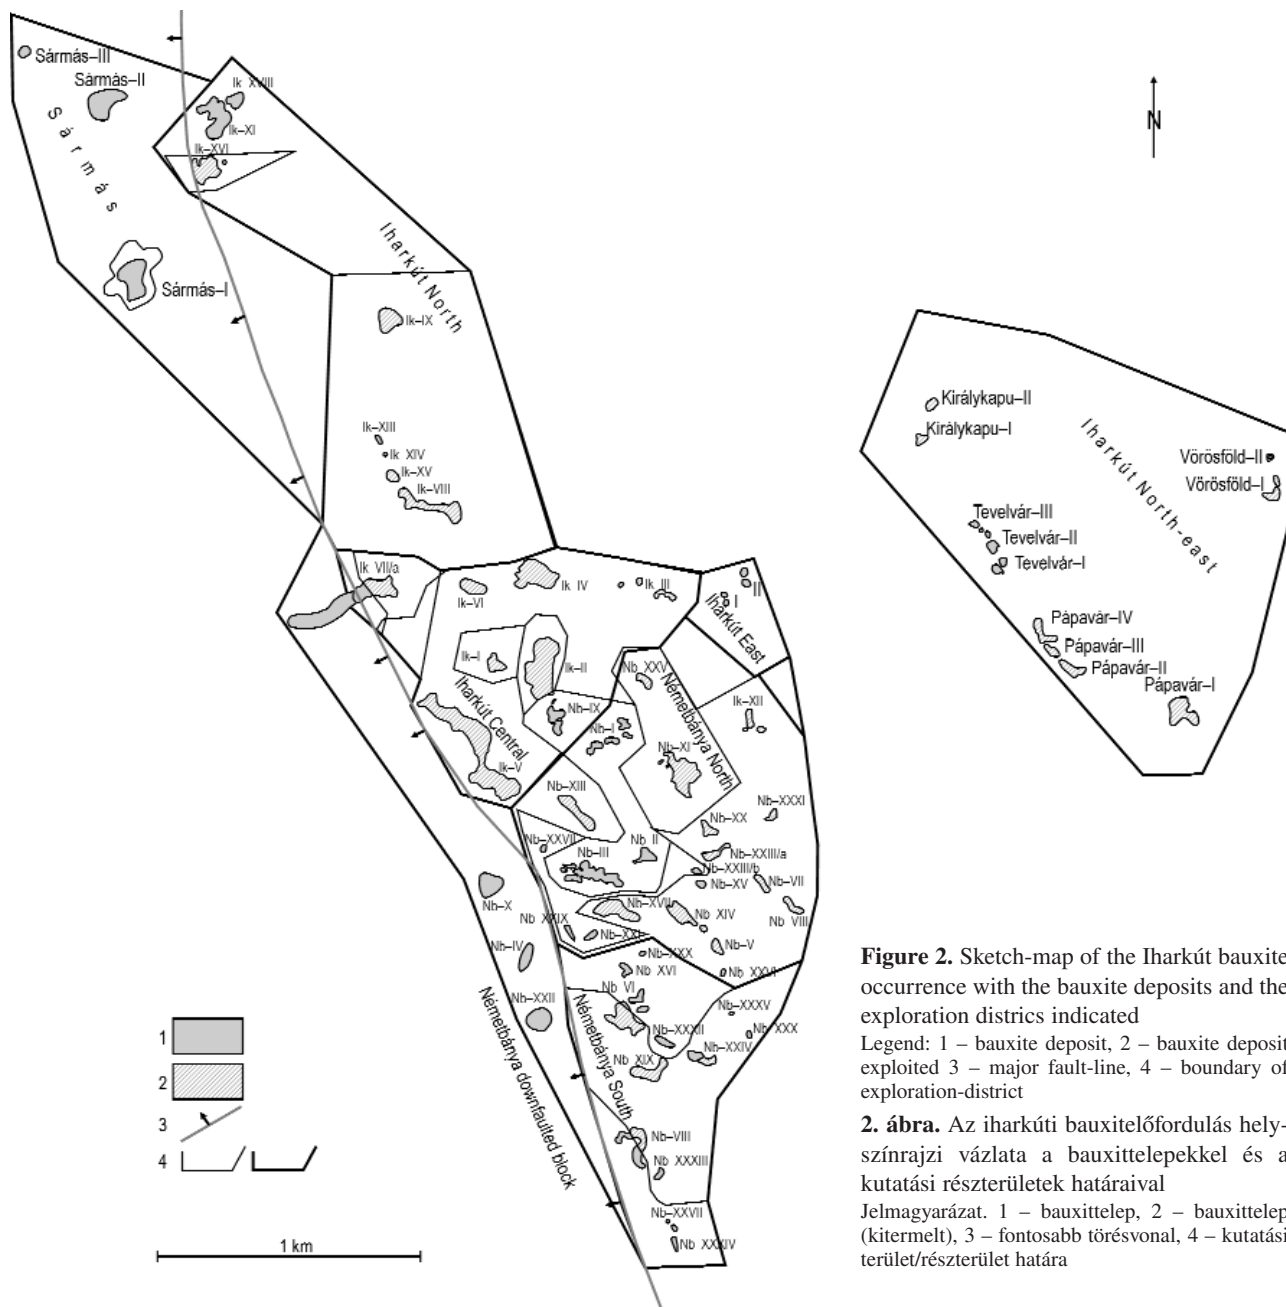 Sármás–III
Sármás–II
Sármás
Sármás–I
Ik XVIII
Ik–XI
Ik–XVI
Iharkút North
Ik–IX
Ik–XIII
Ik XIV
Ik–XV
Ik–VIII
N
Királykapu–II
Királykapu–I
Iharkút North-east
Vörösföld–II
Vörösföld–I
Tevelvár–III
Tevelvár–II
Tevelvár–I
Pápavár–IV
Pápavár–III
Pápavár–II
Pápavár–I
Ik VII/a
Ik–VI
Ik IV
Ik III
I
II
Iharkút East
Ik–I
Ik–II
Iharkút Central
Ik–V
Nb XXV
Németbánya North
Nb–IX
Nb–I
Ik–XII
Nb–XI
Nb–XIII
Nb–XXXI
Nb–XX
Nb–XXVII
Nb–III
Nb II
Nb–XXIII/a
Nb–XXIII/b
Nb–XV
Nb–VII
Nb–X
Nb XXIX
Nb–XVII
Nb XIV
Nb VIII
Nb–XXI
Nb–IV
Nb–V
Nb–XXX
Nb XVI
Nb XXVI
Nb–XXII
Nb VI
Nb–XXXV
Nb–XXXII
Nb–XXX
Nb XIX
Nb–XXIV
Németbánya South
Németbánya downfaulted block
Nb–VIII
Nb XXXIII
Nb–XXVII
Nb XXXIV
1
2
3
4
1 km
Figure 2. Sketch-map of the Iharkút bauxite
occurrence with the bauxite deposits and the
exploration districs indicated
Legend: 1 – bauxite deposit, 2 – bauxite deposit
exploited 3 – major fault-line, 4 – boundary of
exploration-district
2. ábra. Az iharkúti bauxitelőfordulás hely-
színrajzi vázlata a bauxittelepekkel és a
kutatási részterületek határaival
Jelmagyarázat. 1 – bauxittelep, 2 – bauxittelep
(kitermelt), 3 – fontosabb törésvonal, 4 – kutatási
terület/részterület határa